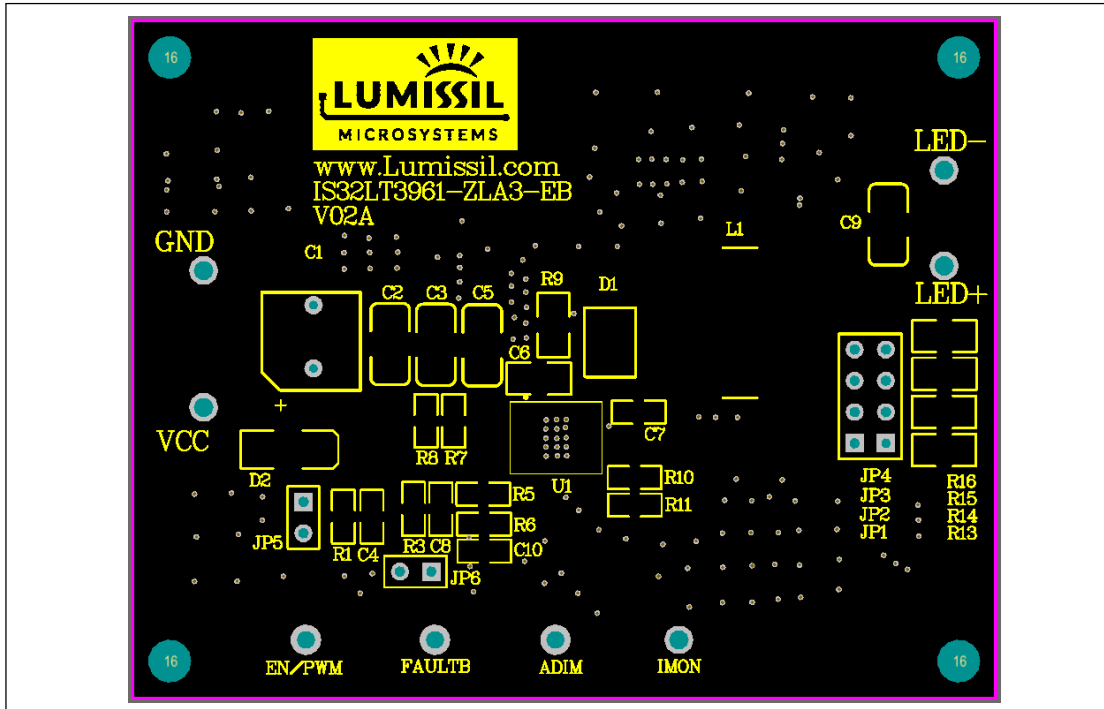 16
16
LUMISSIL
MICROSYSTEMS
www.Lumissil.com
IS32LT3961-ZLA3-EB
V02A
LED-
GND
C1
L1
C9
LED+
C2
C3
C5
R9
D1
C6
+
VCC
D2
R8
R7
C7
U1
R10
R11
R5
R6
C10
JP5
R1
C4
R3
C8
JP6
JP4
JP3
JP2
JP1
R16
R15
R14
R13
EN/PWM
FAULTB
ADIM
IMON
16
16